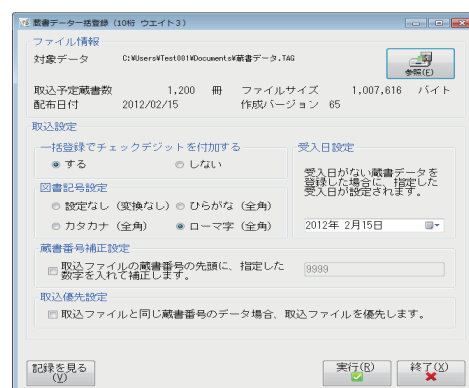 蔵書データ一括登録（10桁 ウエイト３）
ファイル情報
対象データ C:¥Users¥Test001¥Documents¥蔵書データ.TAG
参照(E)
取込予定蔵書数 1,200 冊 ファイルサイズ 1,007,616 バイト
配布日付 2012/02/15 作成バージョン 65
取込設定
一括登録でチェックデジットを付加する
する しない
図書記号設定
設定なし（変換なし） ひらがな（全角）
カタカナ（全角） ローマ字（全角）
受入日設定
受入日がない蔵書データを
登録した場合に、指定した
受入日が設定されます。
2012年 2月15日
蔵書番号補正設定
取込ファイルの蔵書番号の先頭に、指定した
数字を入れて補正します。
9999
取込優先設定
取込ファイルと同じ蔵書番号のデータ場合、取込ファイルを優先します。
記録を見る
(V)
実行(R)
終了(X)